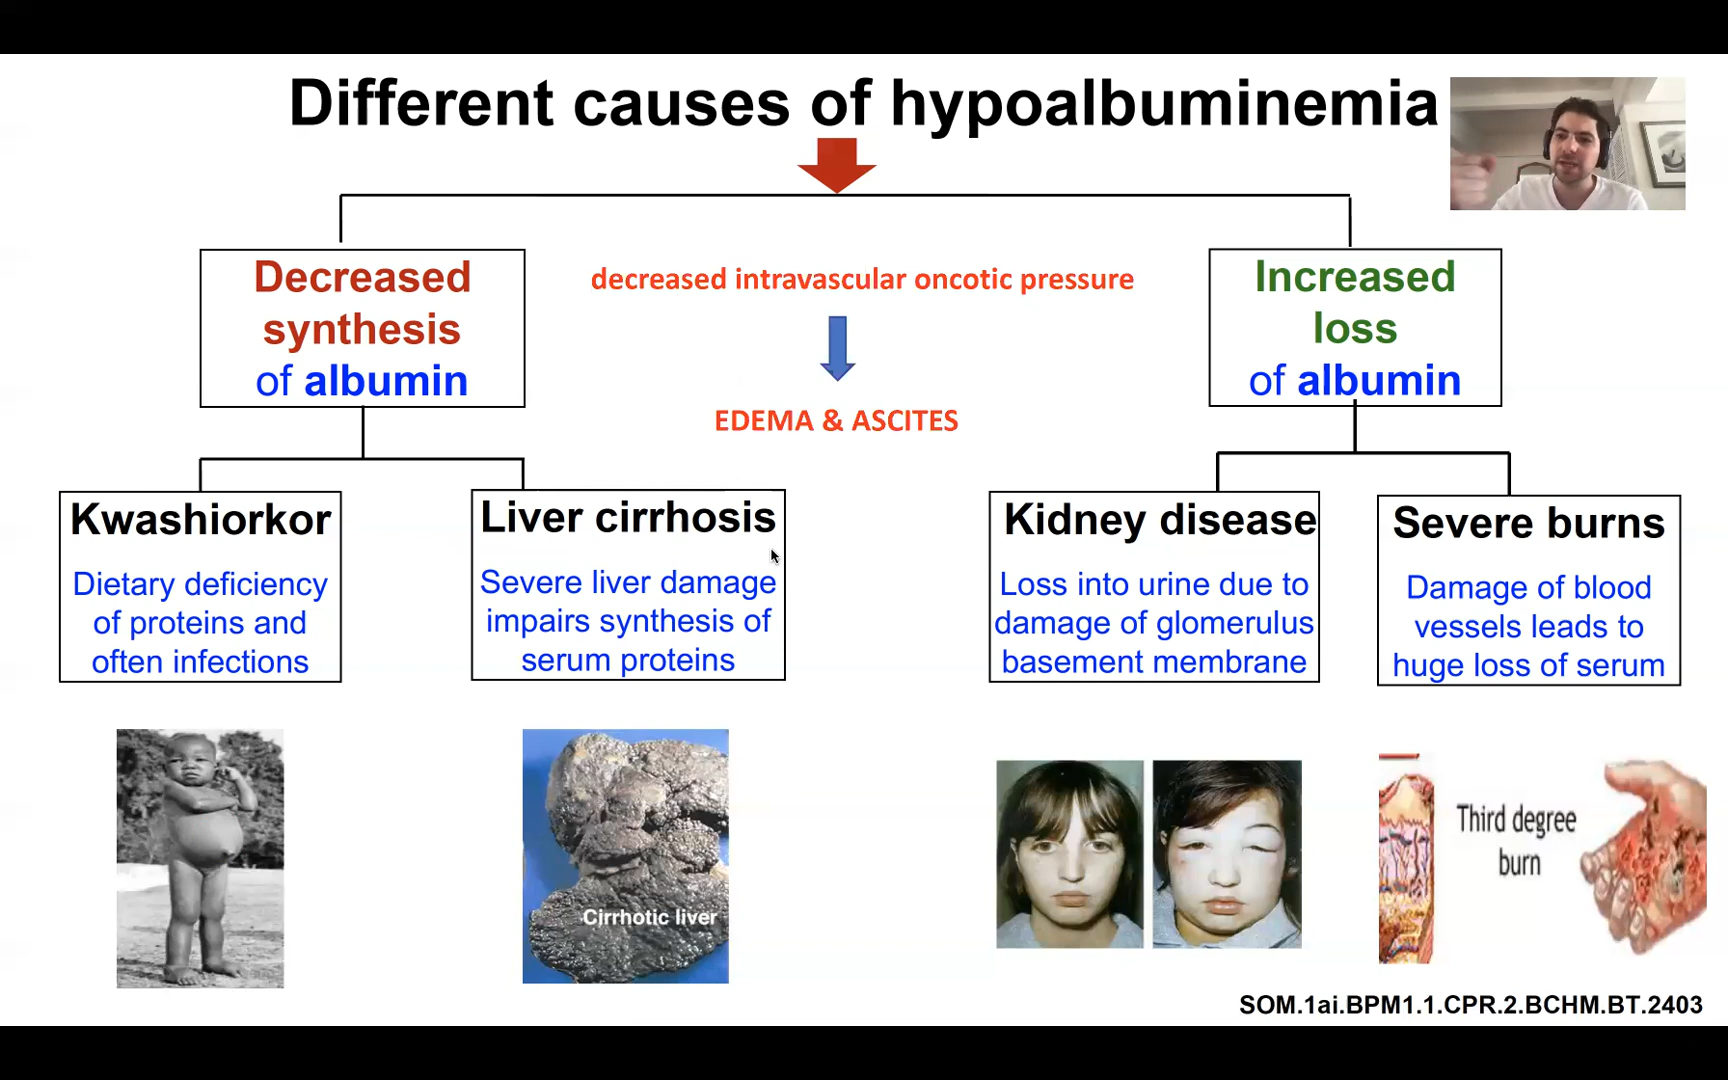 Different causes of hypoalbuminemia
Decreased
synthesis
of albumin
decreased intravascular oncotic pressure
EDEMA & ASCITES
Increased
loss
of albumin
Kwashiorkor
Dietary deficiency
of proteins and
often infections
Liver cirrhosis
Severe liver damage
impairs synthesis of
serum proteins
Kidney disease
Loss into urine due to
damage of glomerulus
basement membrane
Severe burns
Damage of blood
vessels leads to
huge loss of serum
Cirrhotic liver
Third degree
burn
SOM.1ai.BPM1.1.CPR.2.BCHM.BT.2403